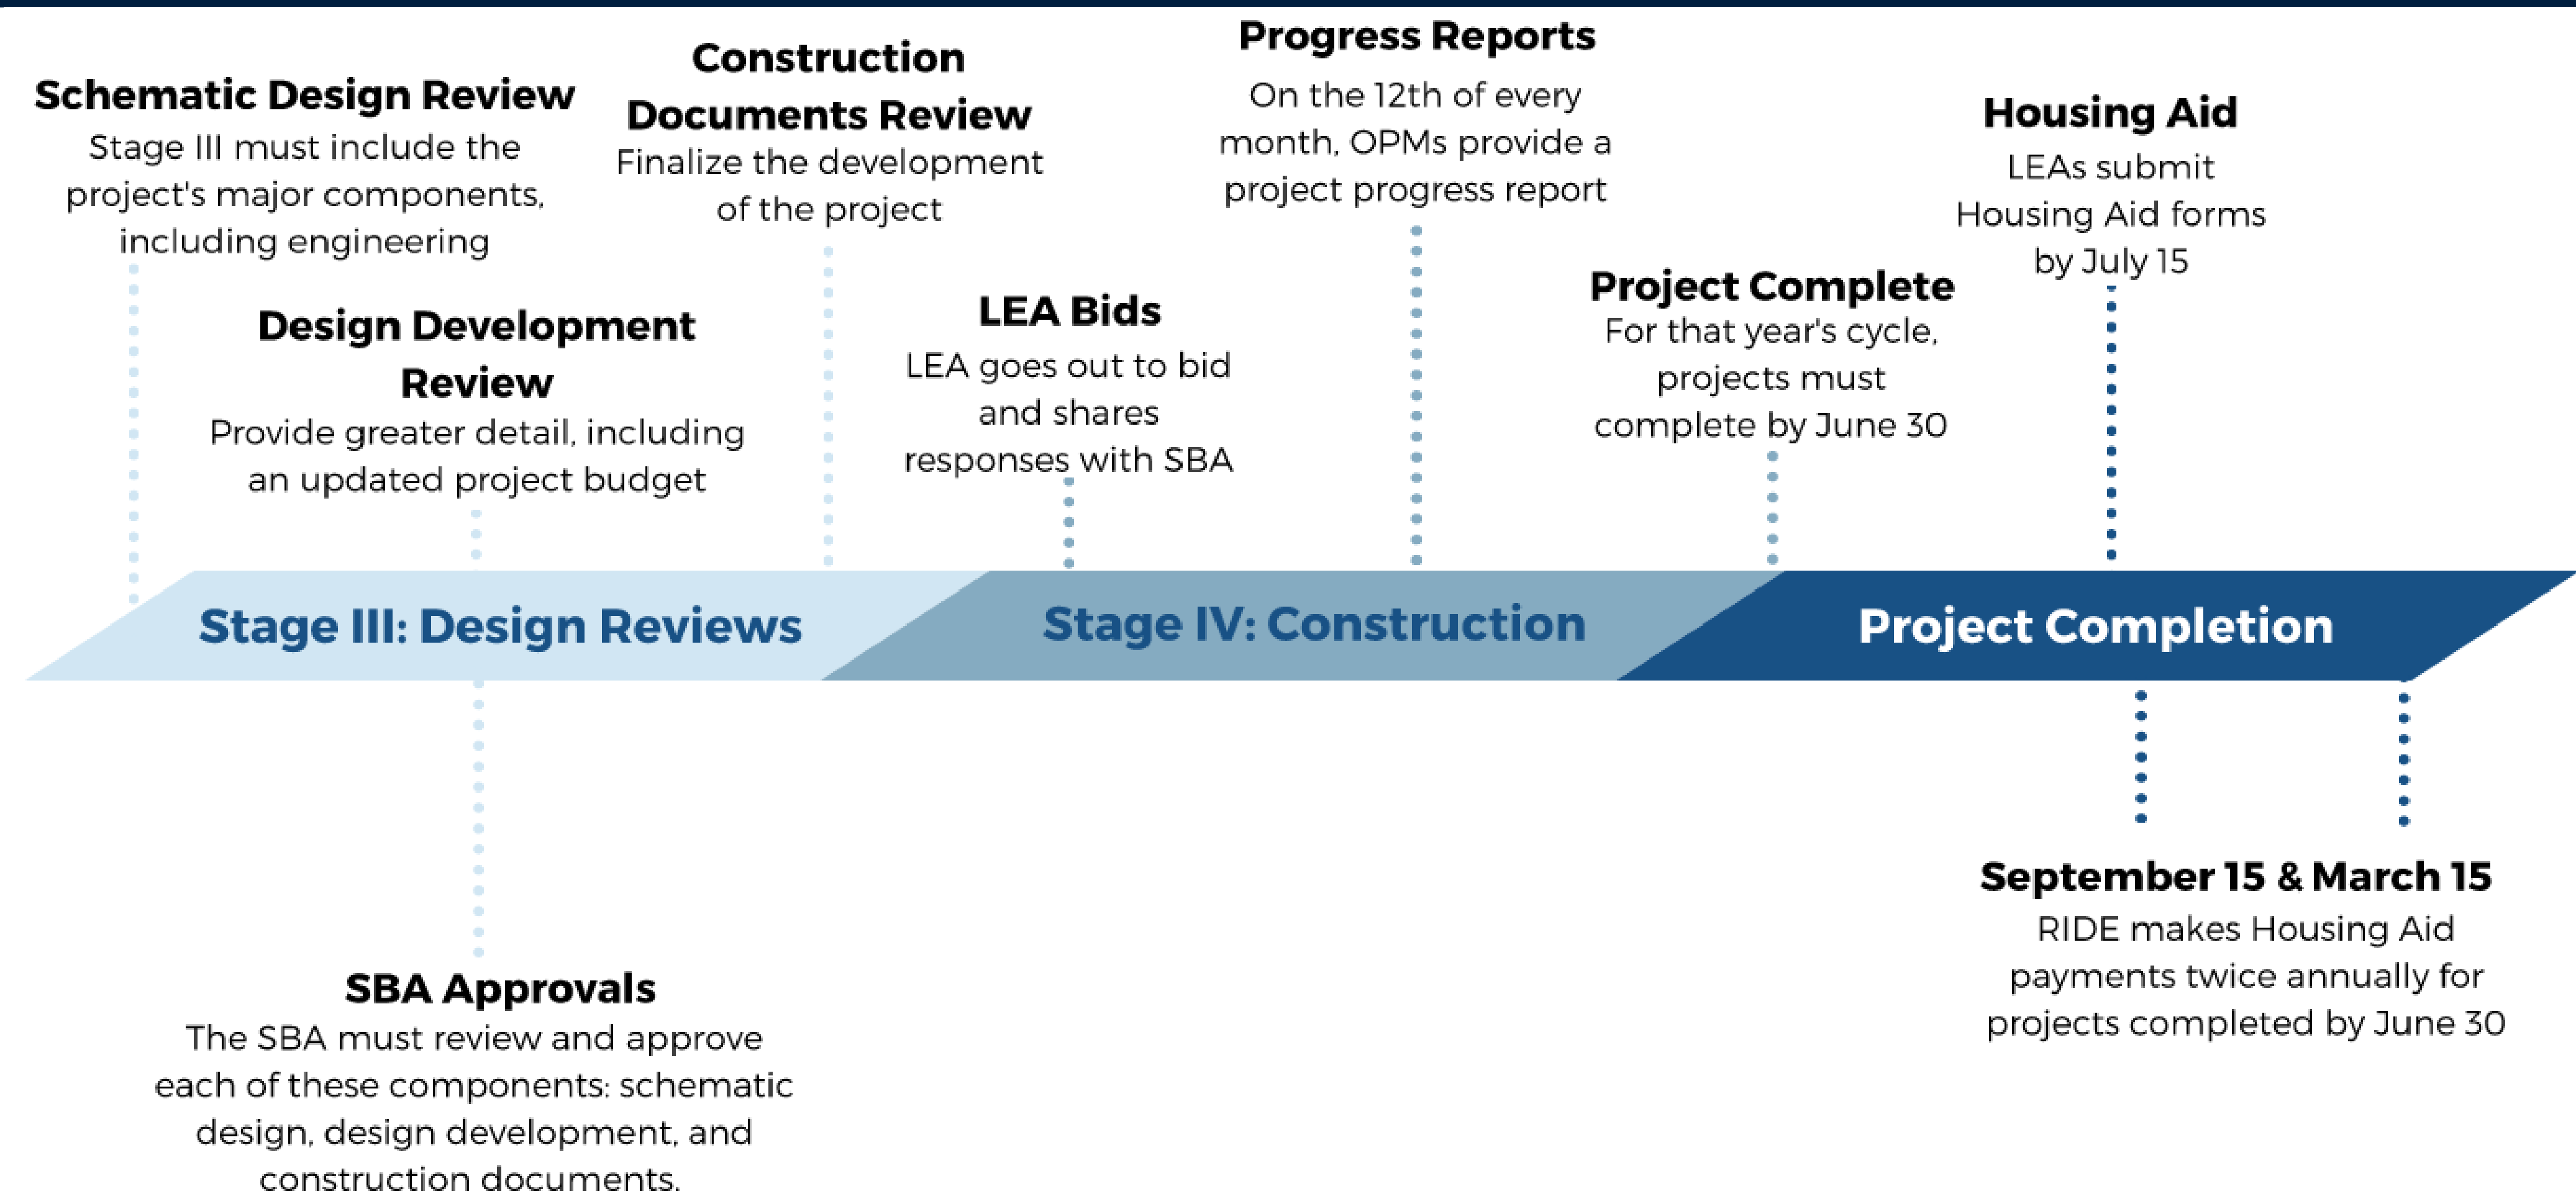 Schematic Design Review
Stage III must include the
project's major components,
including engineering
Design Development
Review
Provide greater detail, including
an updated project budget
Construction
Documents Review
Finalize the development
of the project
LEA Bids
LEA goes out to bid
and shares
responses with SBA
Progress Reports
On the 12th of every
month, OPMs provide a
project progress report
Project Complete
For that year's cycle,
projects must
complete by June 30
Housing Aid
LEAs submit
Housing Aid forms
by July 15
Stage III: Design Reviews
Stage IV: Construction
Project Completion
SBA Approvals
The SBA must review and approve
each of these components: schematic
design, design development, and
construction documents.
September 15 & March 15
RIDE makes Housing Aid
payments twice annually for
projects completed by June 30